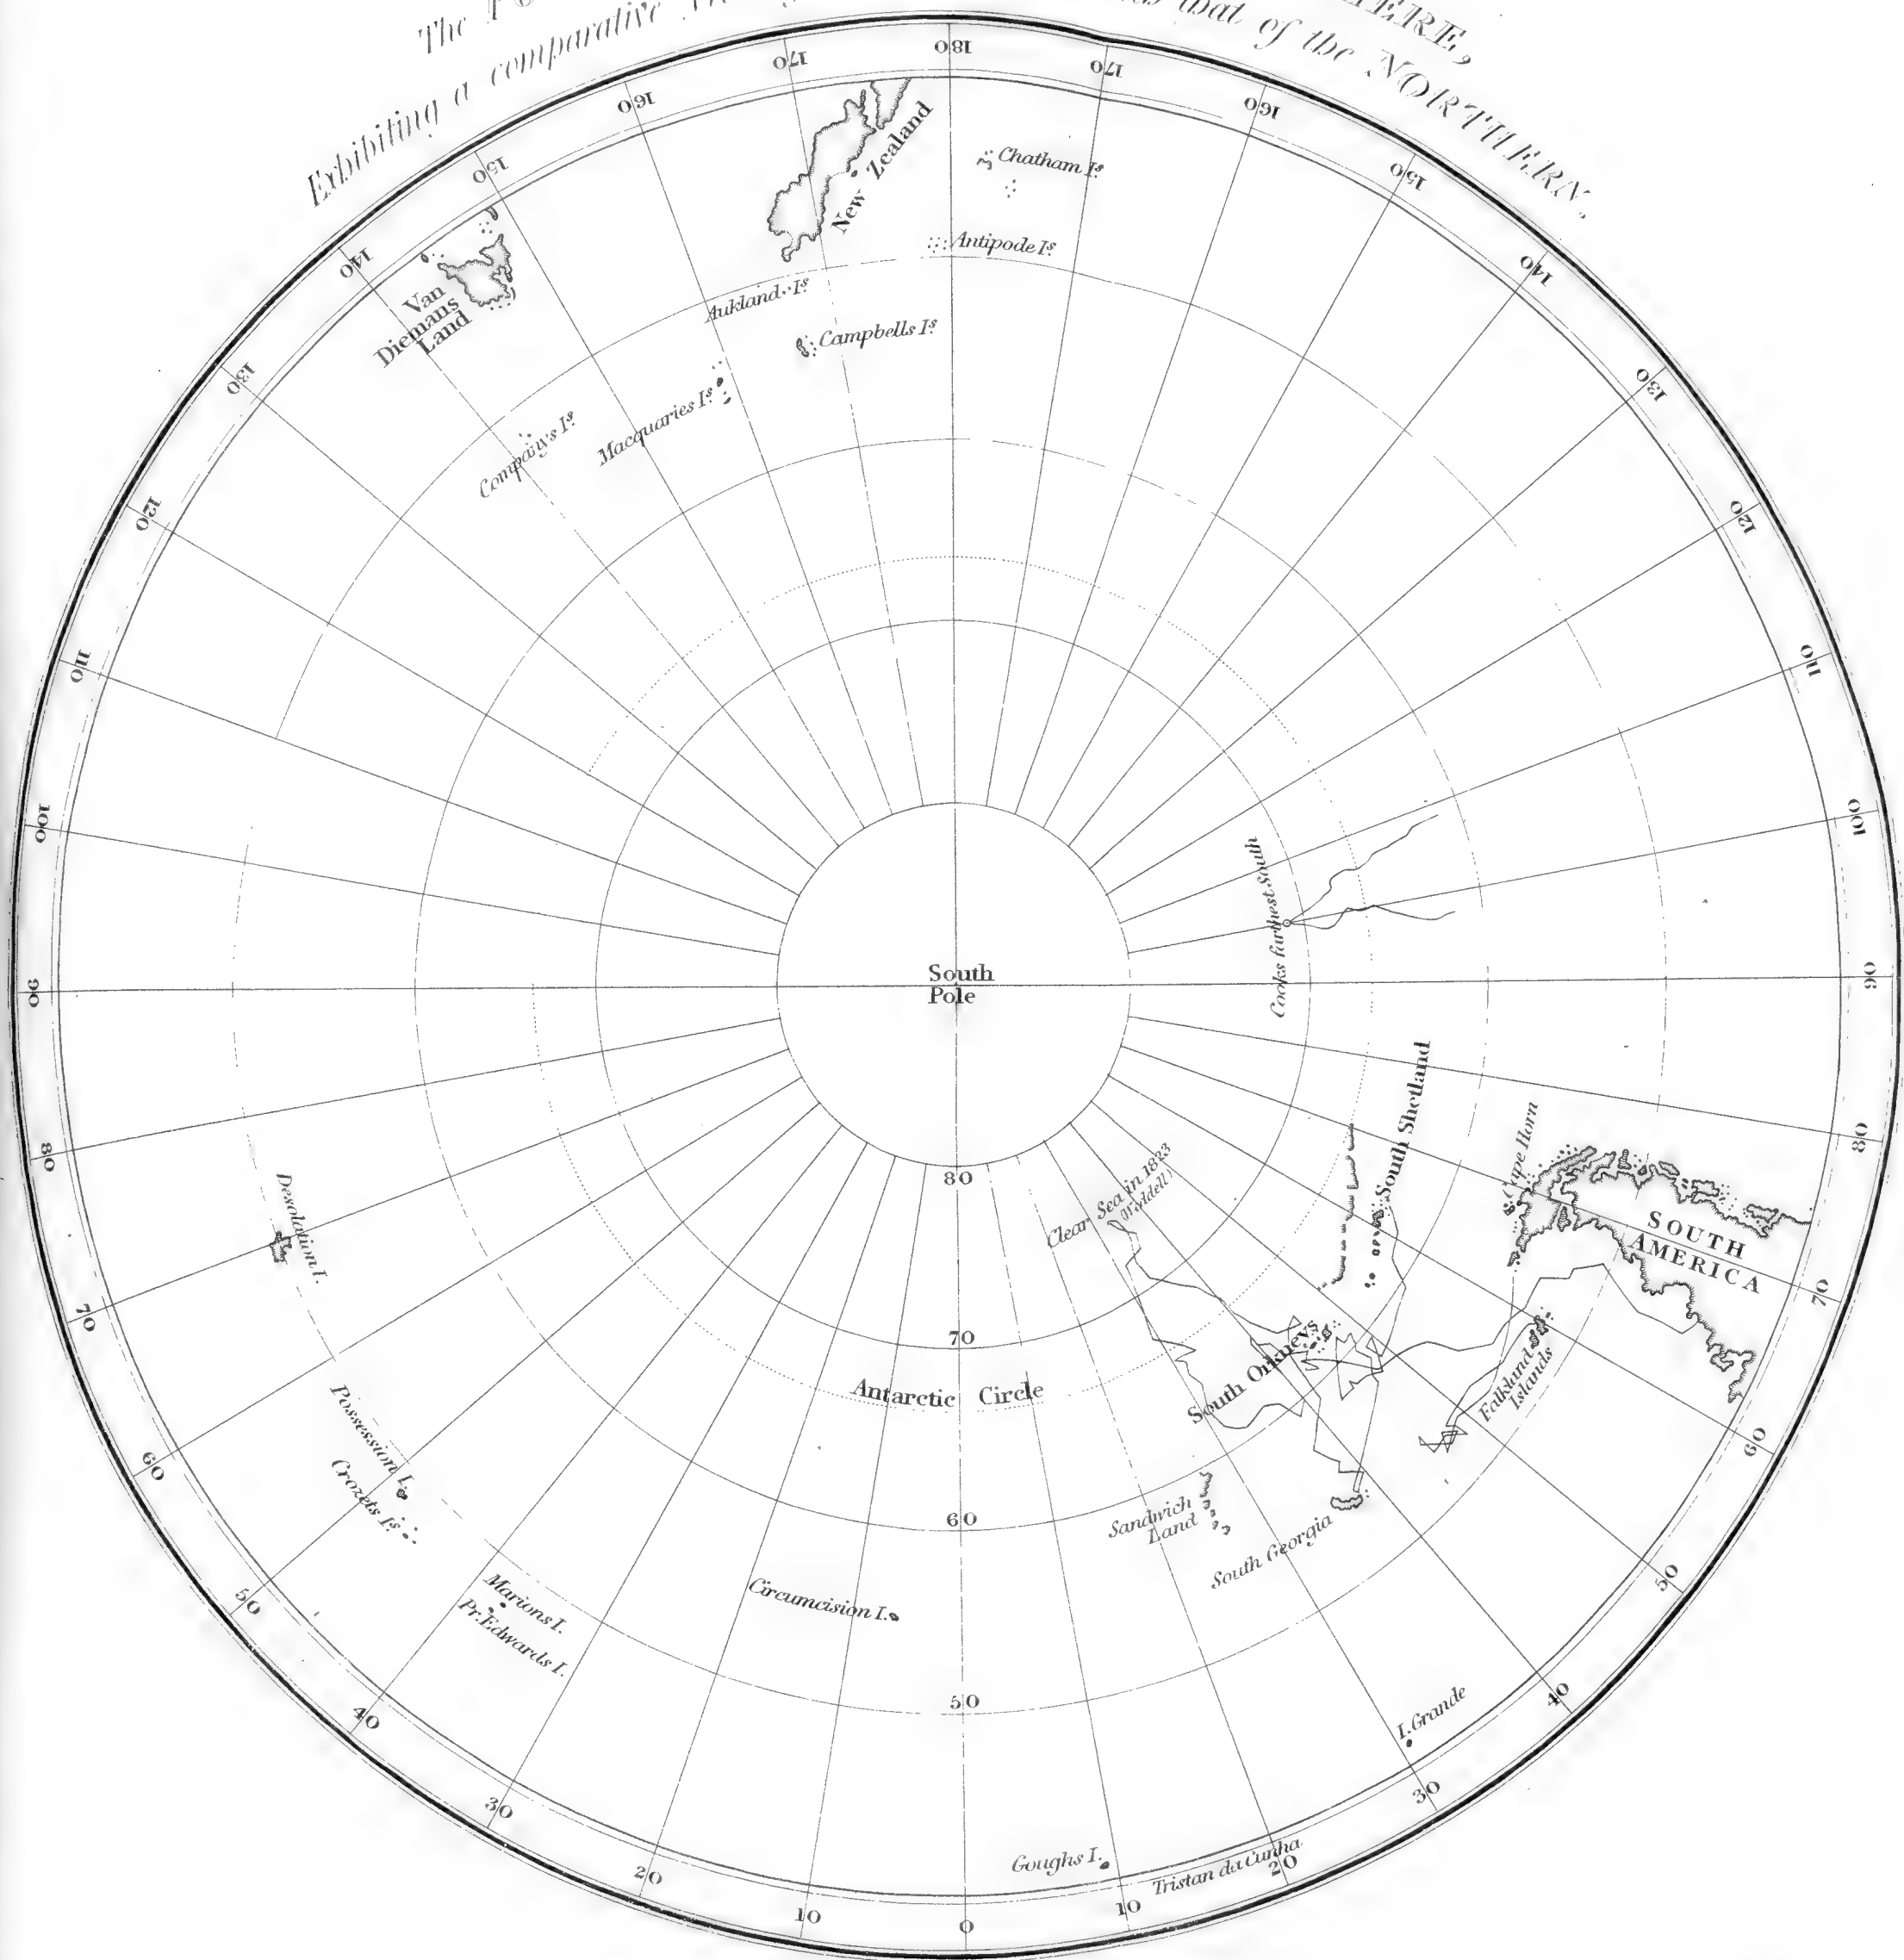 The
HERE,
Exhibiting a comparative
that of the NORTHERN.
180
170
160
150
140
130
120
110
100
90
80
70
60
50
40
30
20
10
0
10
20
30
40
50
60
70
80
90
100
110
120
130
140
150
160
170
New Zealand
Chatham Is.
Antipode Is.
Van
Diemans
Land
Aukland Is.
Campbells Is.
Macquaries Is.
Companys Is.
Cooks farthest South
South
Pole
80
70
60
50
Antarctic Circle
Clear Sea in 1823
(Weddell)
South Shetland
Cape Horn
SOUTH
AMERICA
South Orkneys
Falkland
Islands
Sandwich
Land
South Georgia
Desolation I.
Possession I.
Crozets Is.
Marions I.
Pr. Edwards I.
Circumcision I.
I. Grande
Goughs I.
Tristan da Cunha